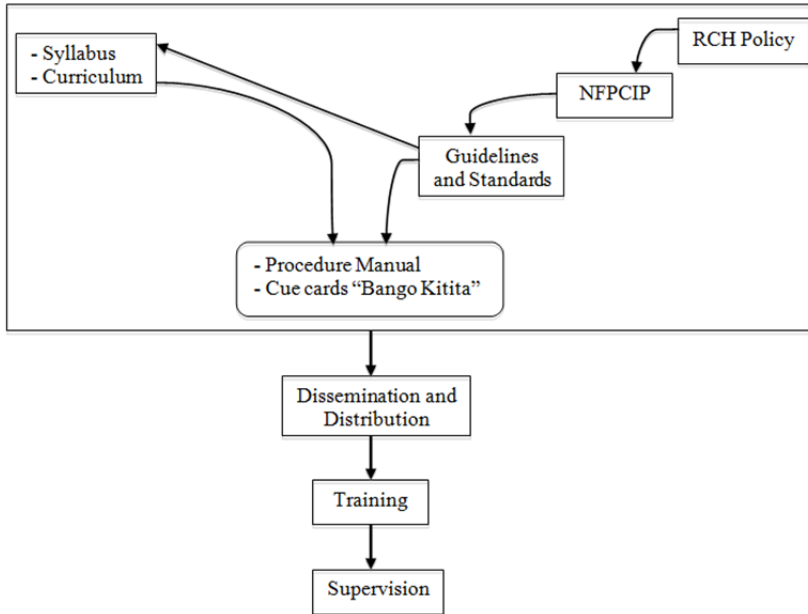 RCH Policy
- Syllabus
- Curriculum
NFPCIP
Guidelines
and Standards
- Procedure Manual
- Cue cards “Bango Kitita”
Dissemination and
Distribution
Training
Supervision